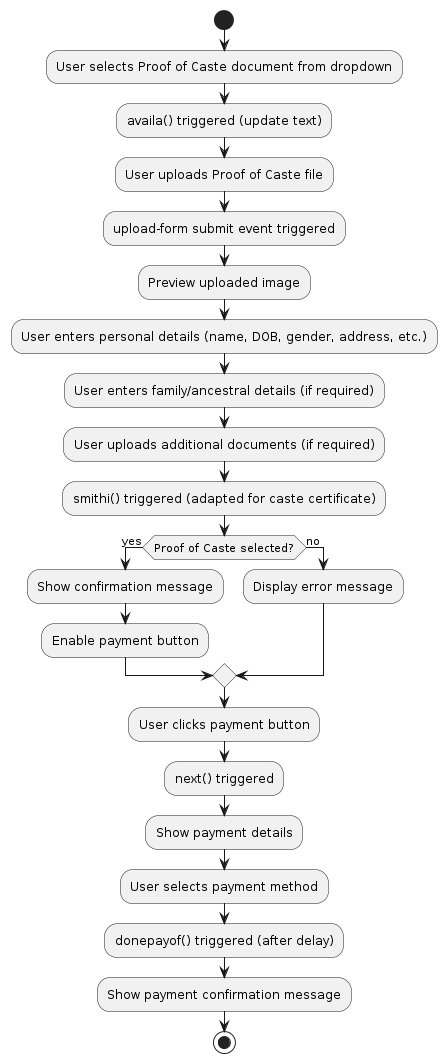 User selects Proof of Caste document from dropdown
availa() triggered (update text)
User uploads Proof of Caste file
upload-form submit event triggered
Preview uploaded image
User enters personal details (name, DOB, gender, address, etc.)
User enters family/ancestral details (if required)
User uploads additional documents (if required)
smithi() triggered (adapted for caste certificate)
yes
Proof of Caste selected?
no
Show confirmation message
Display error message
Enable payment button
User clicks payment button
next() triggered
Show payment details
User selects payment method
donepayof() triggered (after delay)
Show payment confirmation message